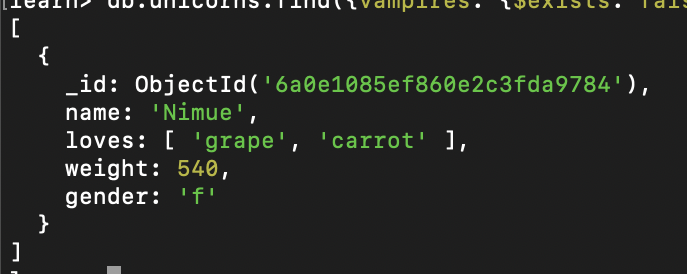 learn> db.unicorns.find({vampires: {$exists: fals
[
  {
    _id: ObjectId('6a0e1085ef860e2c3fda9784'),
    name: 'Nimue',
    loves: [ 'grape', 'carrot' ],
    weight: 540,
    gender: 'f'
  }
]